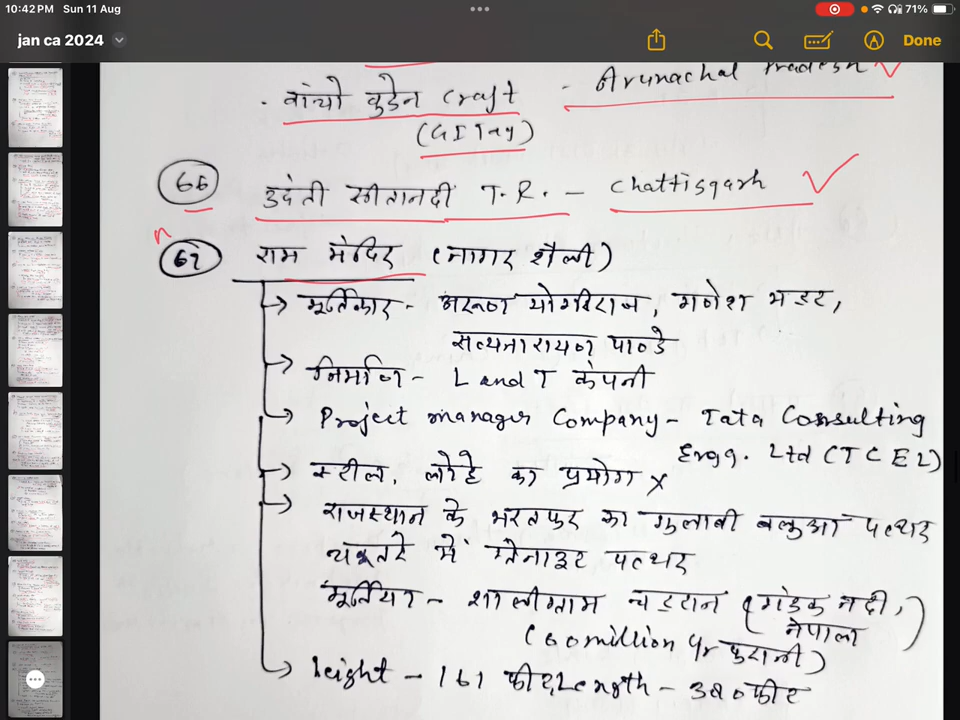 10:42 PM Sun 11 Aug 71%
jan ca 2024 Done
· वांचो वुडेन Craft - Arunachal Pradesh
(GI Tag)
66 उदंती सीतानदी T.R. - Chattisgarh
67 राम मंदिर (नागर शैली)
→ मूर्तिकार - अरूण योगीराज, गणेश भट्ट,
सत्यनारायण पाण्डे
→ निर्माण - L and T कंपनी
→ Project manager Company - Tata Consulting
Engg. Ltd (TCEL)
→ स्टील, लोहे का प्रयोग x
→ राजस्थान के भरतपुर का गुलाबी बलुआ पत्थर
चबूतरे में ग्रेनाइट पत्थर
मूर्तियां - शालीग्राम चट्टान (गंडक नदी,
नेपाल)
(60 million yr पुरानी)
→ height - 161 फीट, Length - 380 फीट